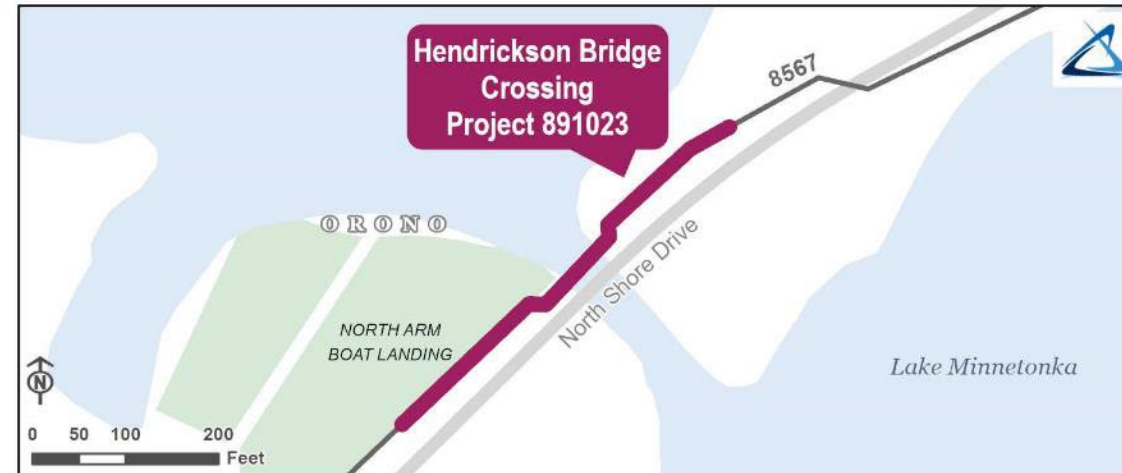 Hendrickson Bridge
Crossing
Project 891023
8567
ORONO
North Shore Drive
NORTH ARM
BOAT LANDING
Lake Minnetonka
N
0 50 100 200
Feet